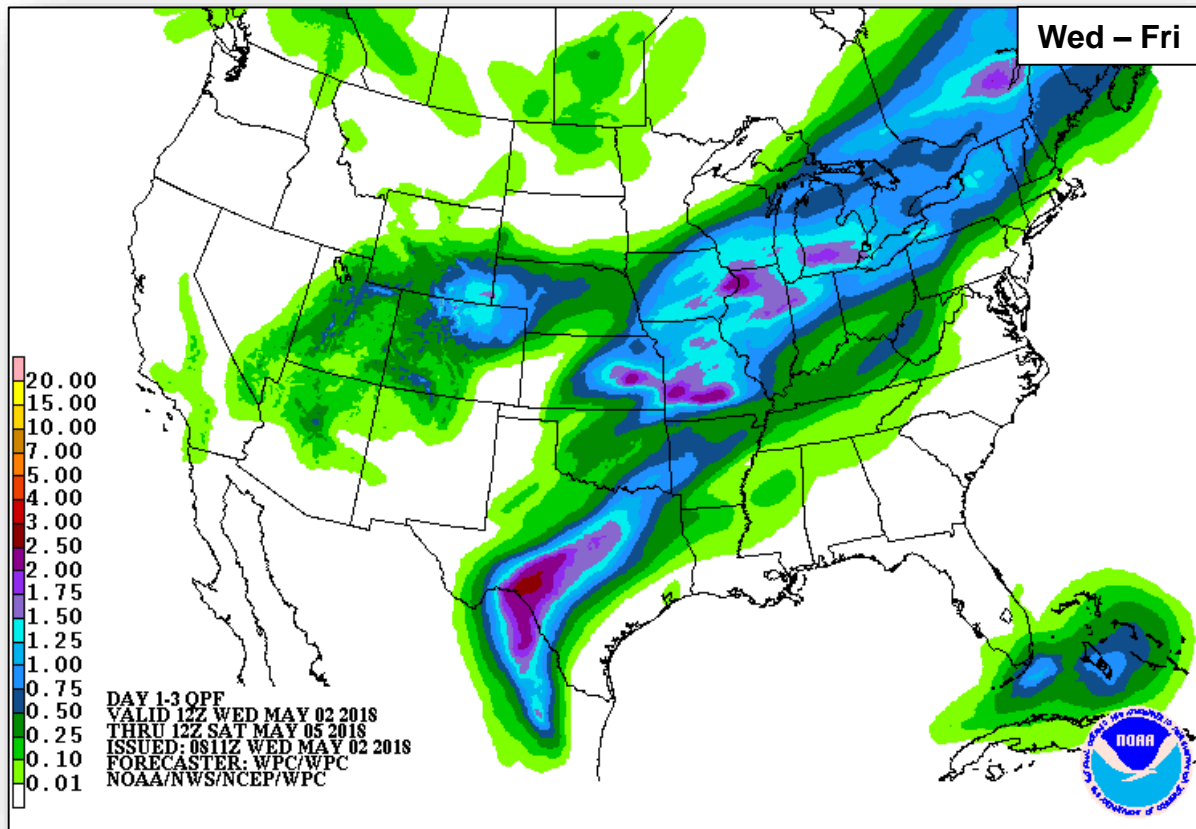 Wed – Fri
20.00
15.00
10.00
7.00
5.00
4.00
3.00
2.50
2.00
1.75
1.50
1.25
1.00
0.75
0.50
0.25
0.10
0.01
DAY 1-3 QPF
VALID 12Z WED MAY 02 2018
THRU 12Z SAT MAY 05 2018
ISSUED: 0811Z WED MAY 02 2018
FORECASTER: WPC/WPC
NOAA/NWS/NCEP/WPC
NOAA